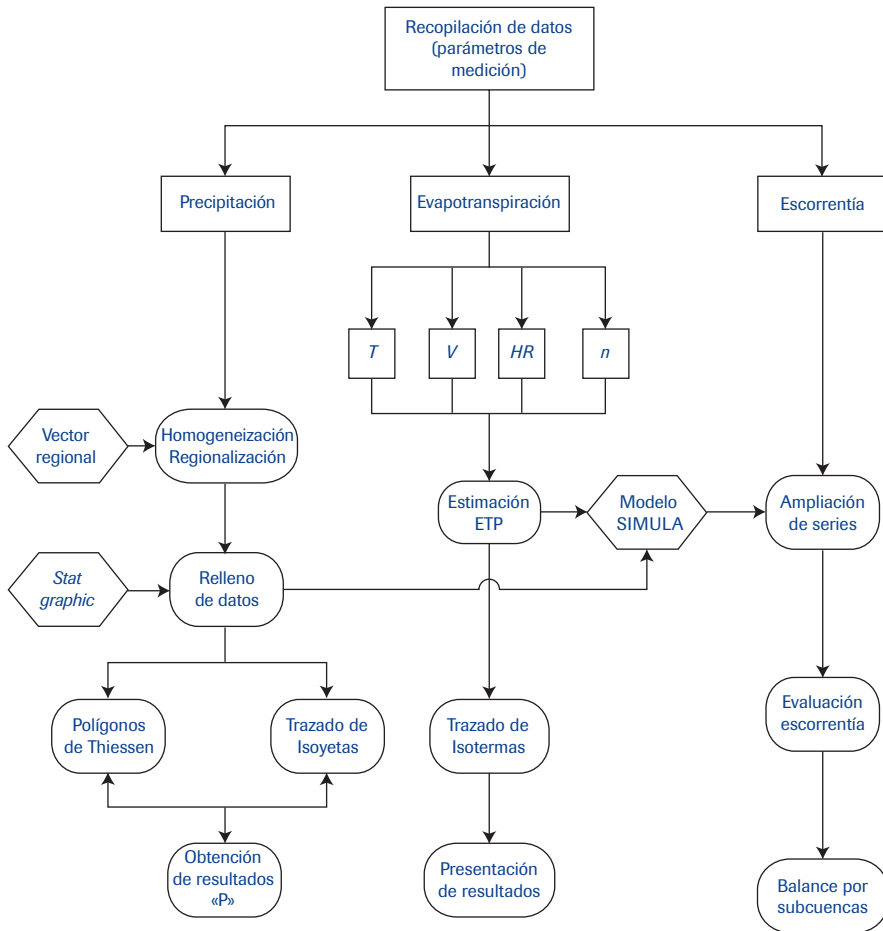 Recopilación de datos
(parámetros de
medición)
Precipitación
Evapotranspiración
Escorrentía
T
V
HR
n
Vector
regional
Homogeneización
Regionalización
Estimación
ETP
Modelo
SIMULA
Ampliación
de series
Stat
graphic
Relleno
de datos
Polígonos
de Thiessen
Trazado de
Isoyetas
Trazado de
Isotermas
Evaluación
escorrentía
Obtención
de resultados
«P»
Presentación
de resultados
Balance por
subcuencas